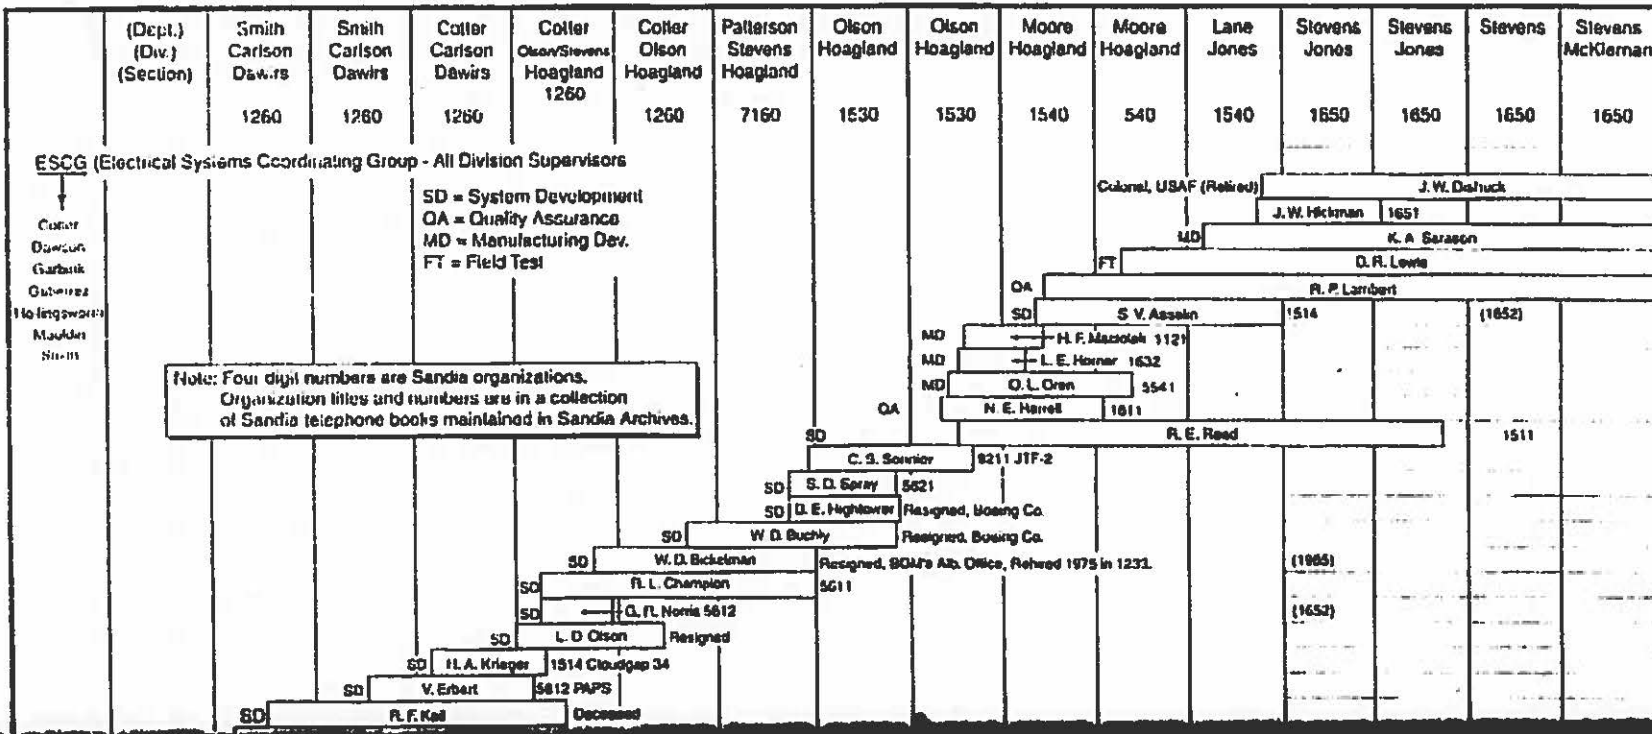 (Dept.)
(Div.)
(Section)
Smith
Carlson
Dawirs
1260
Smith
Carlson
Dawirs
1260
Cotter
Carlson
Dawirs
1260
Cotter
Olson/Stevens
Hoagland
1260
Cotter
Olson
Hoagland
1260
Patterson
Stevens
Hoagland
7160
Olson
Hoagland
1530
Olson
Hoagland
1530
Moore
Hoagland
1540
Moore
Hoagland
540
Lane
Jones
1540
Stevens
Jones
1650
Stevens
Jones
1650
Stevens
1650
Stevens
McKiernan
1650
ESCG (Electrical Systems Coordinating Group - All Division Supervisors
Cotter
Dawson
Gutierrez
Hollingsworth
Mauldin
Smith
SD = System Development
QA = Quality Assurance
MD = Manufacturing Dev.
FT = Field Test
Note: Four digit numbers are Sandia organizations.
Organization titles and numbers are in a collection
of Sandia telephone books maintained in Sandia Archives.
Colonel, USAF (Retired) J. W. Dishuck
J. W. Hickman 1651
MD K. A. Sarason
FT D. R. Lewis
QA R. P. Lambert
SD S. V. Asselin 1514 (1652)
MD H. F. Maciolek 1121
MD L. E. Horner 1632
MD O. L. Oren 5541
QA N. E. Harrell 1611
SD R. E. Reed 1511
C. S. Sonnier 9211 JTF-2
SD S. D. Spray 5621
SD D. E. Hightower Resigned, Boeing Co.
SD W. D. Buchly Resigned, Boeing Co.
SD W. D. Bickelman Resigned, BDM's Alb. Office, Rehired 1975 in 1233. (1965)
SD R. L. Champion 5611
SD G. R. Norris 5612 (1652)
SD L. D. Olson Resigned
SD H. A. Krieger 1514 Cloudgap 34
SD V. Erbert 5612 PAPS
SD R. F. Keil Deceased